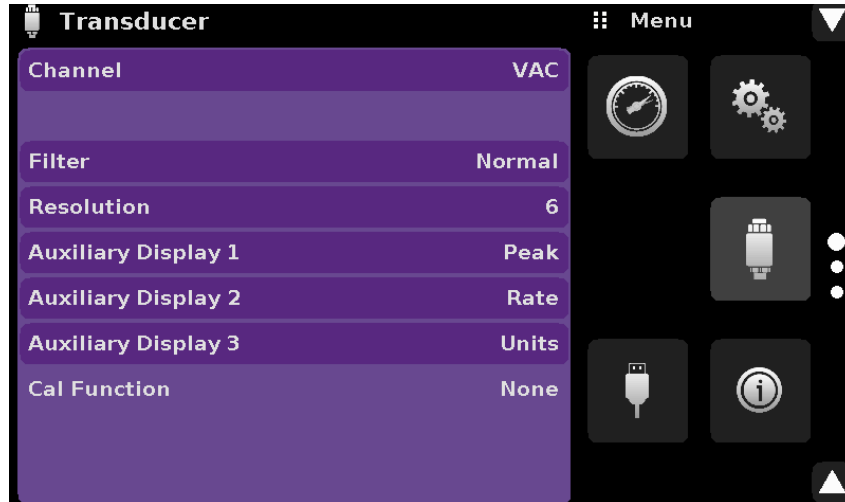 Transducer
Menu
Channel VAC
Filter Normal
Resolution 6
Auxiliary Display 1 Peak
Auxiliary Display 2 Rate
Auxiliary Display 3 Units
Cal Function None